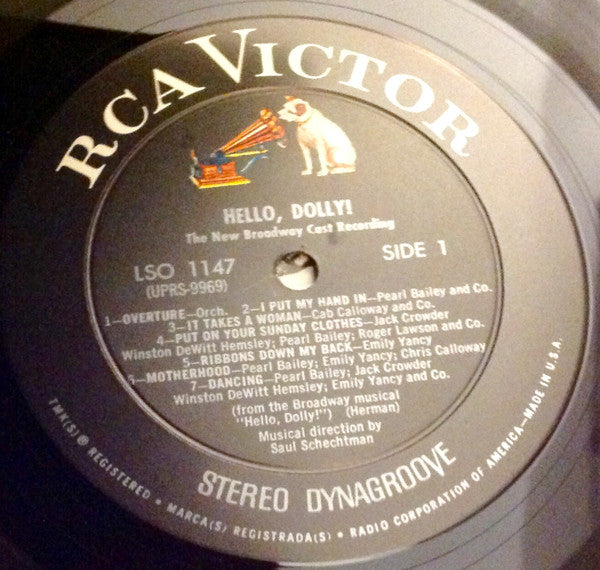 RCA VICTOR
HELLO, DOLLY!
The New Broadway Cast Recording
LSO 1147
(UPRS-9969)
SIDE 1
1—OVERTURE—Orch. 2—I PUT MY HAND IN—Pearl Bailey and Co.
3—IT TAKES A WOMAN—Cab Calloway and Co.
4—PUT ON YOUR SUNDAY CLOTHES—Jack Crowder
Winston DeWitt Hemsley; Pearl Bailey; Roger Lawson and Co.
5—RIBBONS DOWN MY BACK—Emily Yancy
6—MOTHERHOOD—Pearl Bailey; Emily Yancy; Chris Calloway
7—DANCING—Pearl Bailey; Jack Crowder
Winston DeWitt Hemsley; Emily Yancy and Co.
(from the Broadway musical
"Hello, Dolly!") (Herman)
Musical direction by
Saul Schechtman
STEREO DYNAGROOVE
TMK(S) ® REGISTERED • MARCA(S) REGISTRADA(S) • RADIO CORPORATION OF AMERICA—MADE IN U.S.A.